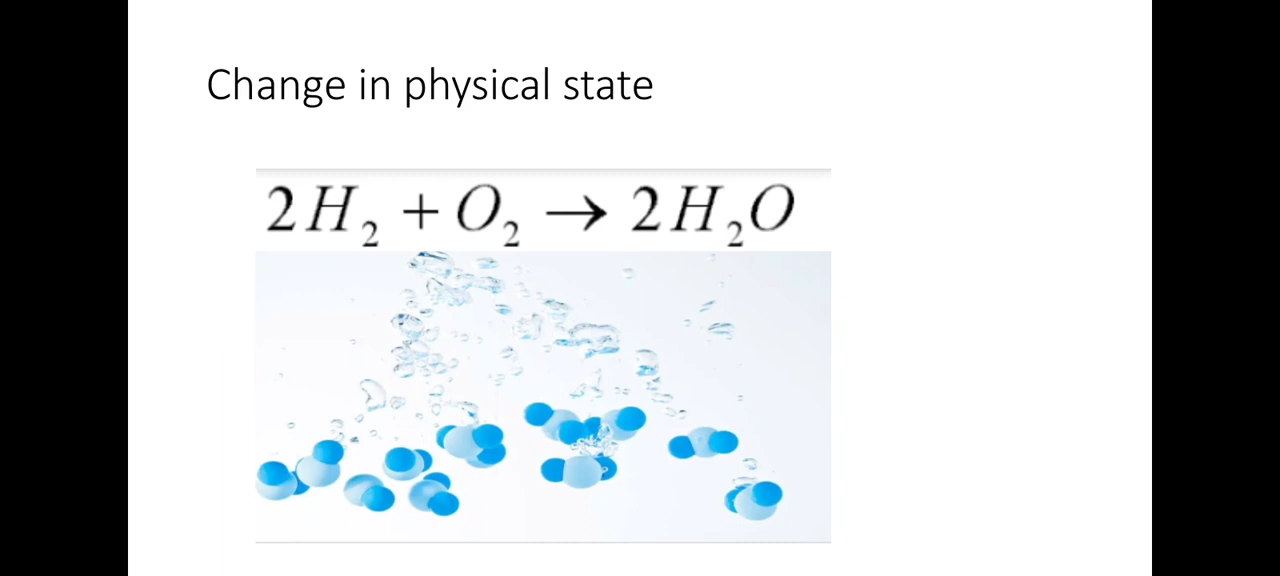 Change in physical state
2H₂ + O₂ → 2H₂O